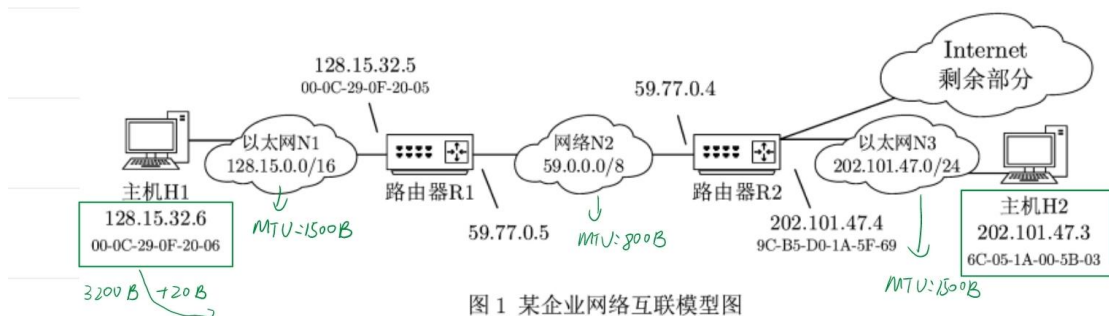 Internet
剩余部分
128.15.32.5
00-0C-29-0F-20-05
59.77.0.4
以太网N1
128.15.0.0/16
网络N2
59.0.0.0/8
以太网N3
202.101.47.0/24
主机H1
路由器R1
路由器R2
主机H2
128.15.32.6
00-0C-29-0F-20-06
MTU=1500B
59.77.0.5
MTU:800B
202.101.47.4
9C-B5-D0-1A-5F-69
202.101.47.3
6C-05-1A-00-5B-03
3200B +20B
MTU:1500B
图 1 某企业网络互联模型图